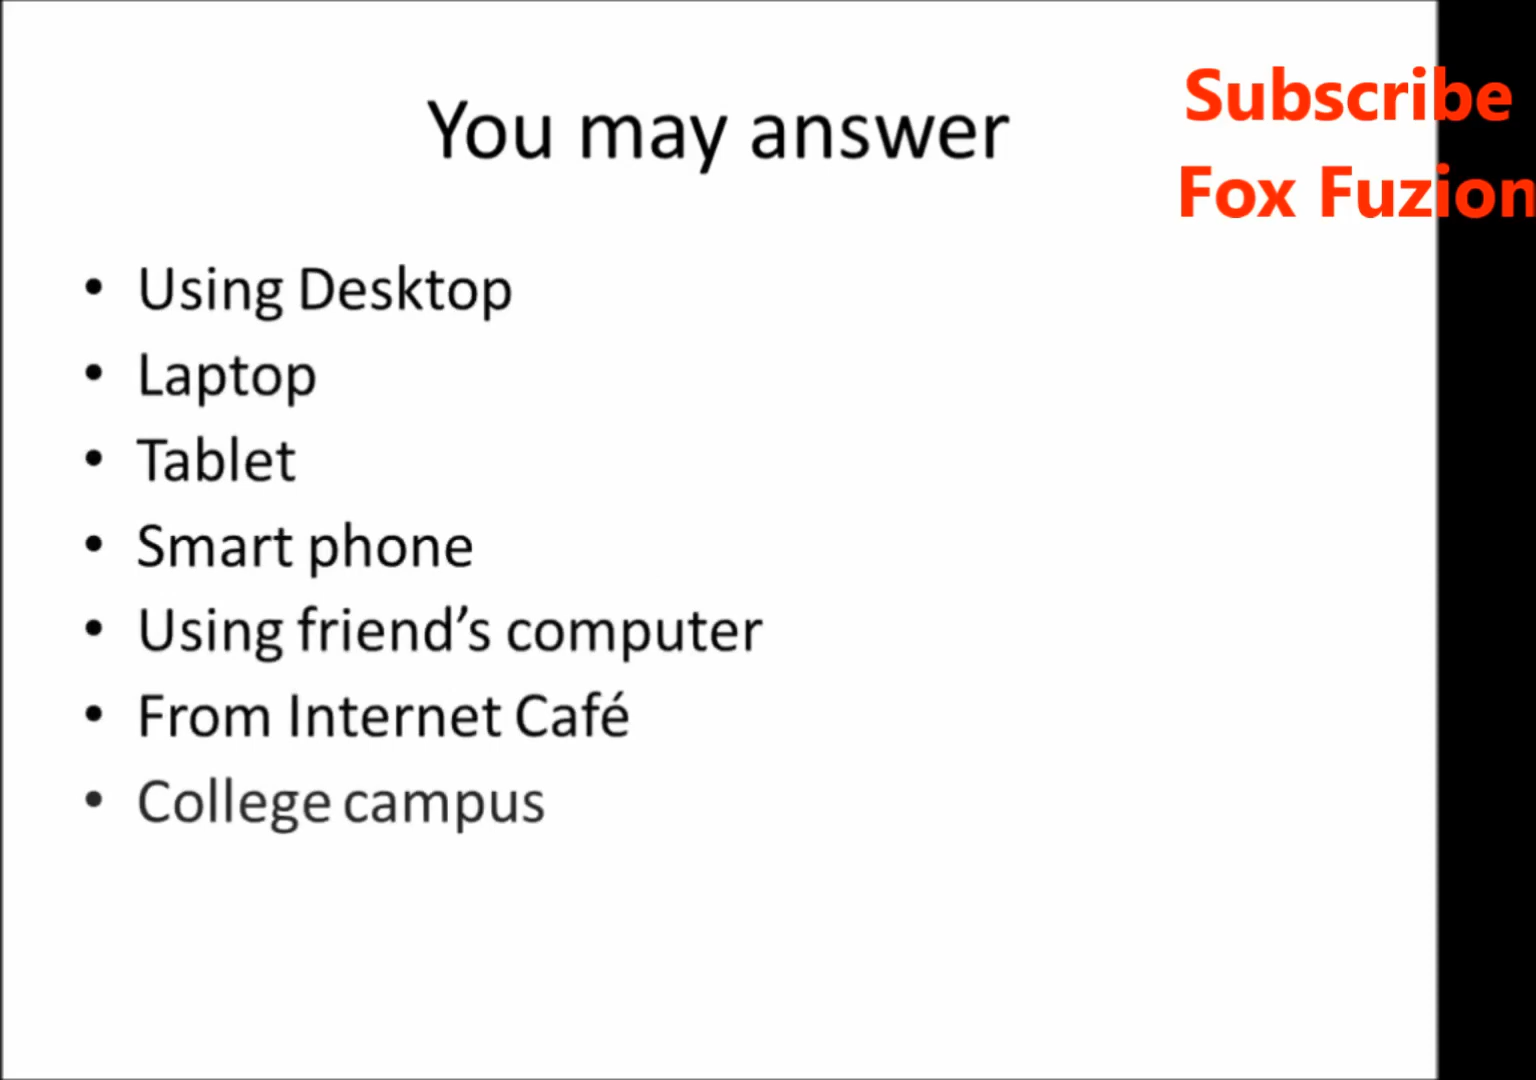 You may answer
Subscribe
Fox Fuzion
• Using Desktop
• Laptop
• Tablet
• Smart phone
• Using friend’s computer
• From Internet Café
• College campus